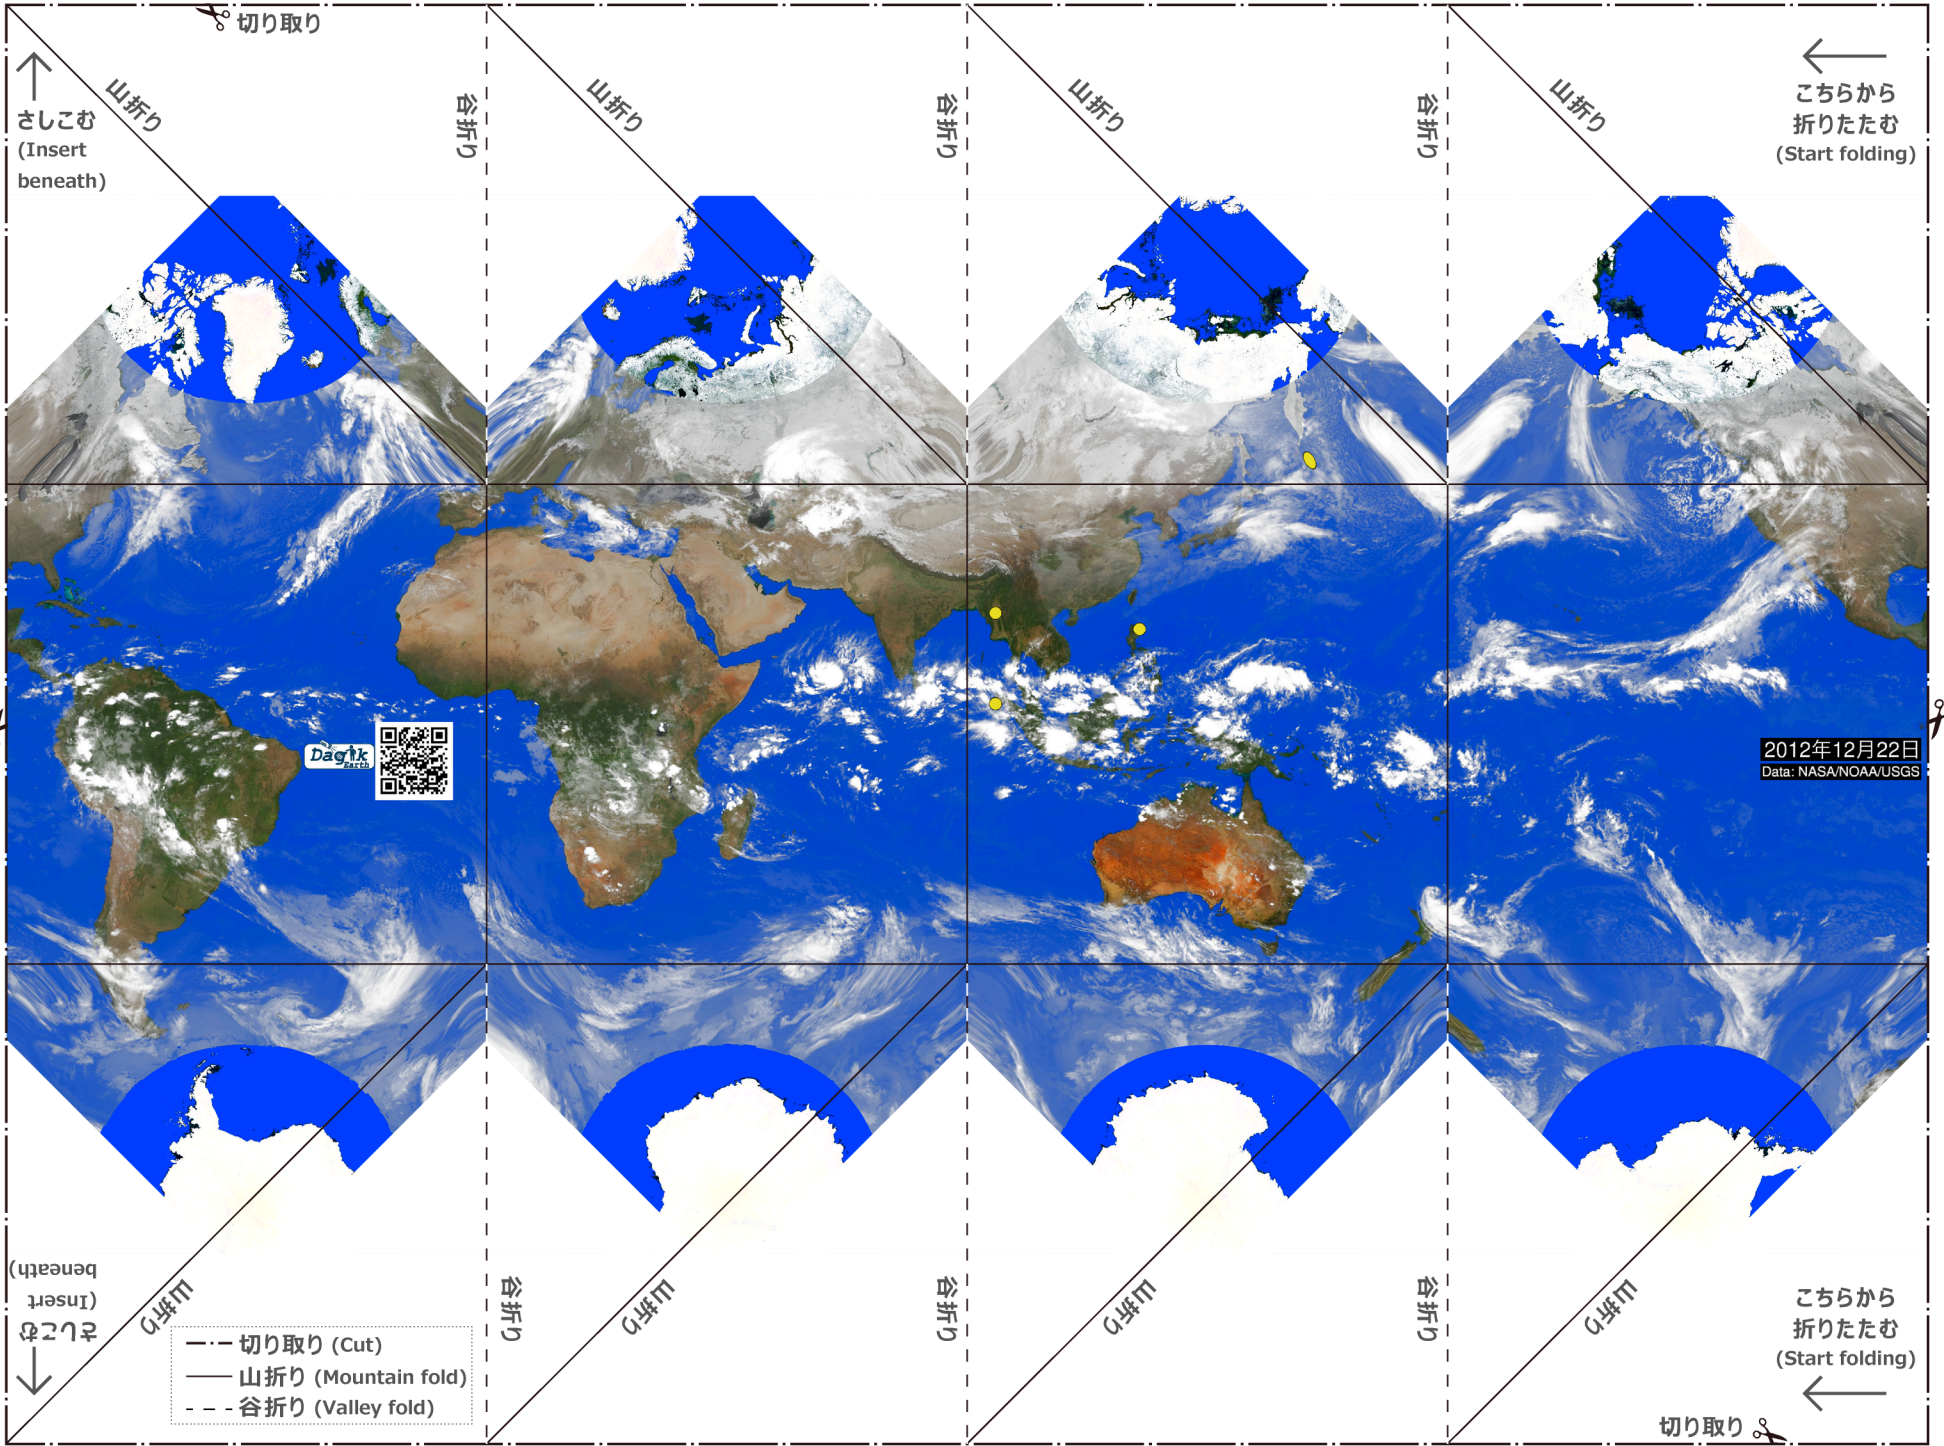 切り取り
山折り
谷折り
山折り
谷折り
山折り
谷折り
山折り
さしこむ
(Insert
beneath)
こちらから
折りたたむ
(Start folding)
Dagik
Earth
2012年12月22日
Data: NASA/NOAA/USGS
さしこむ
(Insert
beneath)
山折り
谷折り
山折り
谷折り
山折り
谷折り
山折り
こちらから
折りたたむ
(Start folding)
切り取り (Cut)
山折り (Mountain fold)
谷折り (Valley fold)
切り取り